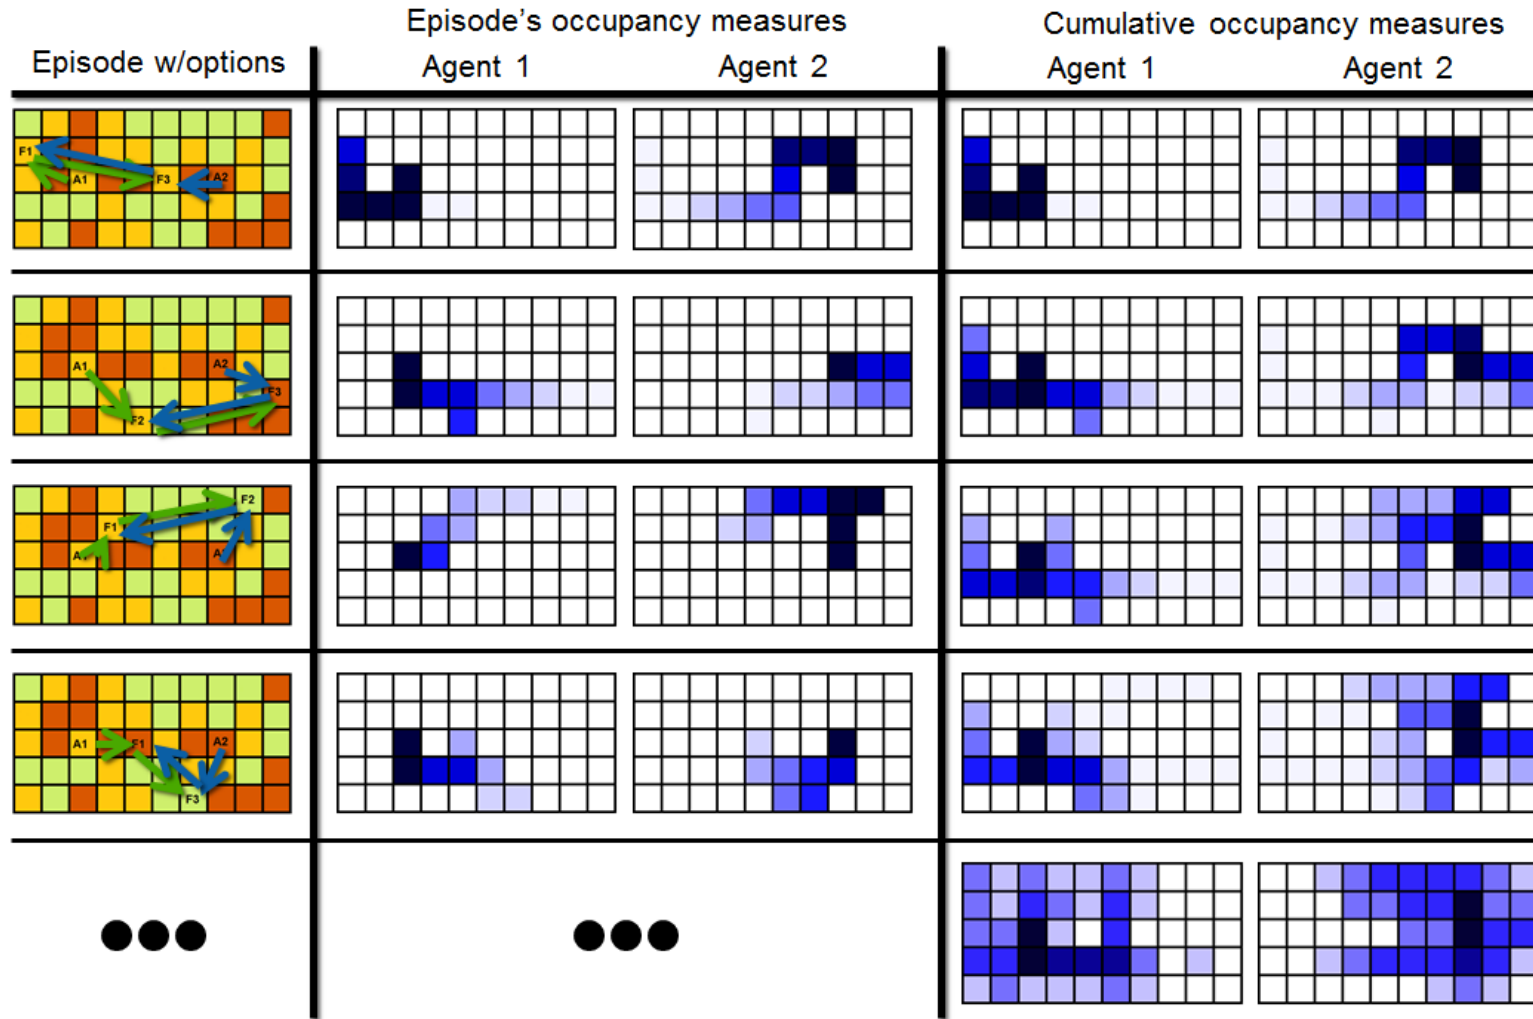 Episode's occupancy measures
Cumulative occupancy measures
Episode w/options
Agent 1
Agent 2
Agent 1
Agent 2
F1
A1
F3
A2
A1
A2
F3
F2
F2
F1
A1
F1
A2
F3